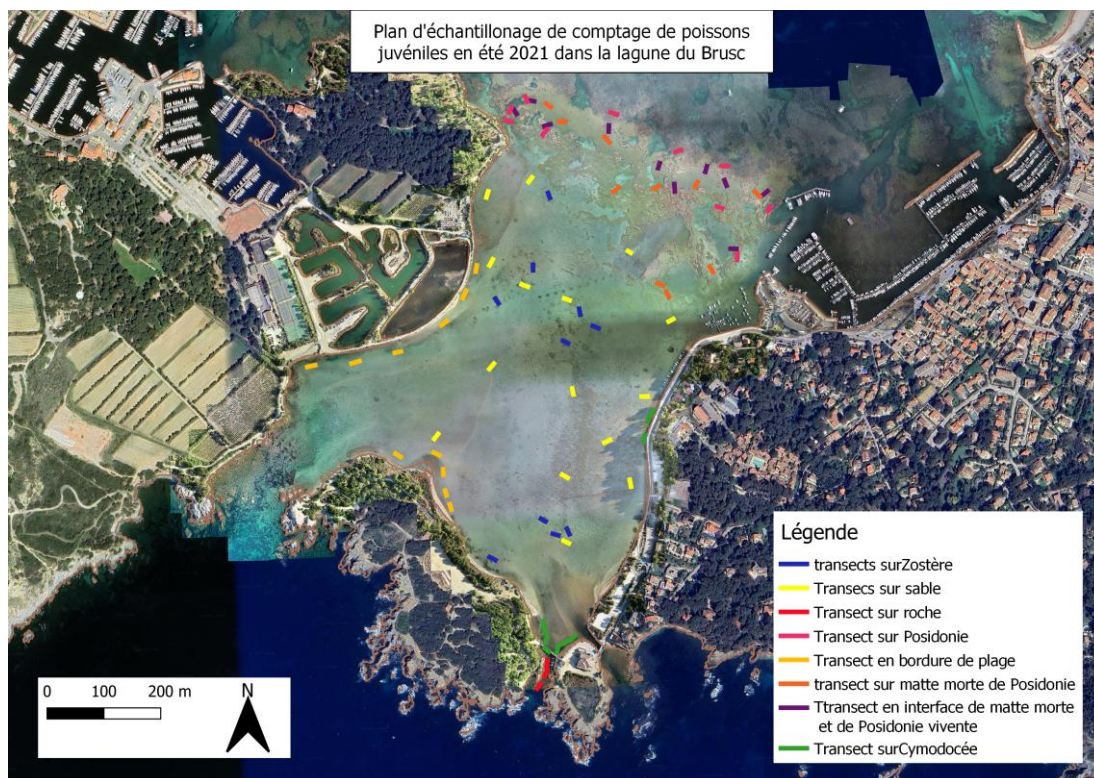 Plan d'échantillonage de comptage de poissons
juvéniles en été 2021 dans la lagune du Brusc
Légende
transects surZostère
Transecs sur sable
Transect sur roche
Transect sur Posidonie
Transect en bordure de plage
transect sur matte morte de Posidonie
Ttransect en interface de matte morte
et de Posidonie vivente
Transect surCymodocée
0 100 200 m
N